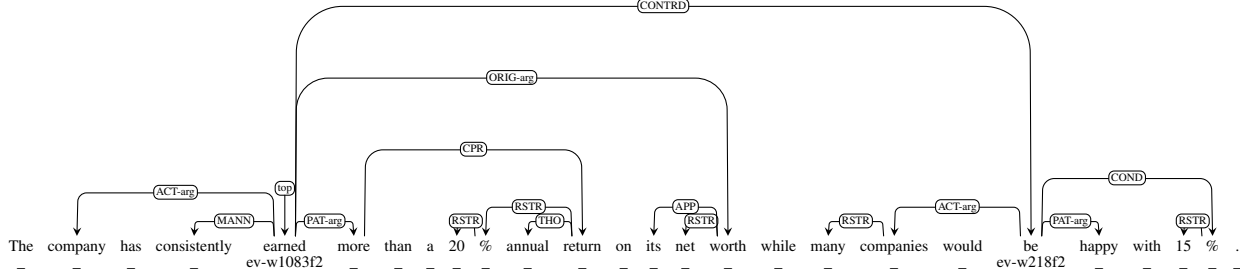 CONTRD
ORIG-arg
CPR
COND
ACT-arg top RSTR APP ACT-arg
MANN PAT-arg RSTR THO RSTR RSTR PAT-arg RSTR
The company has consistently earned more than a 20 % annual return on its net worth while many companies would be happy with 15 % .
_ _ _ _ ev-w1083f2 _ _ _ _ _ _ _ _ _ _ _ _ _ _ _ ev-w218f2 _ _ _ _ _